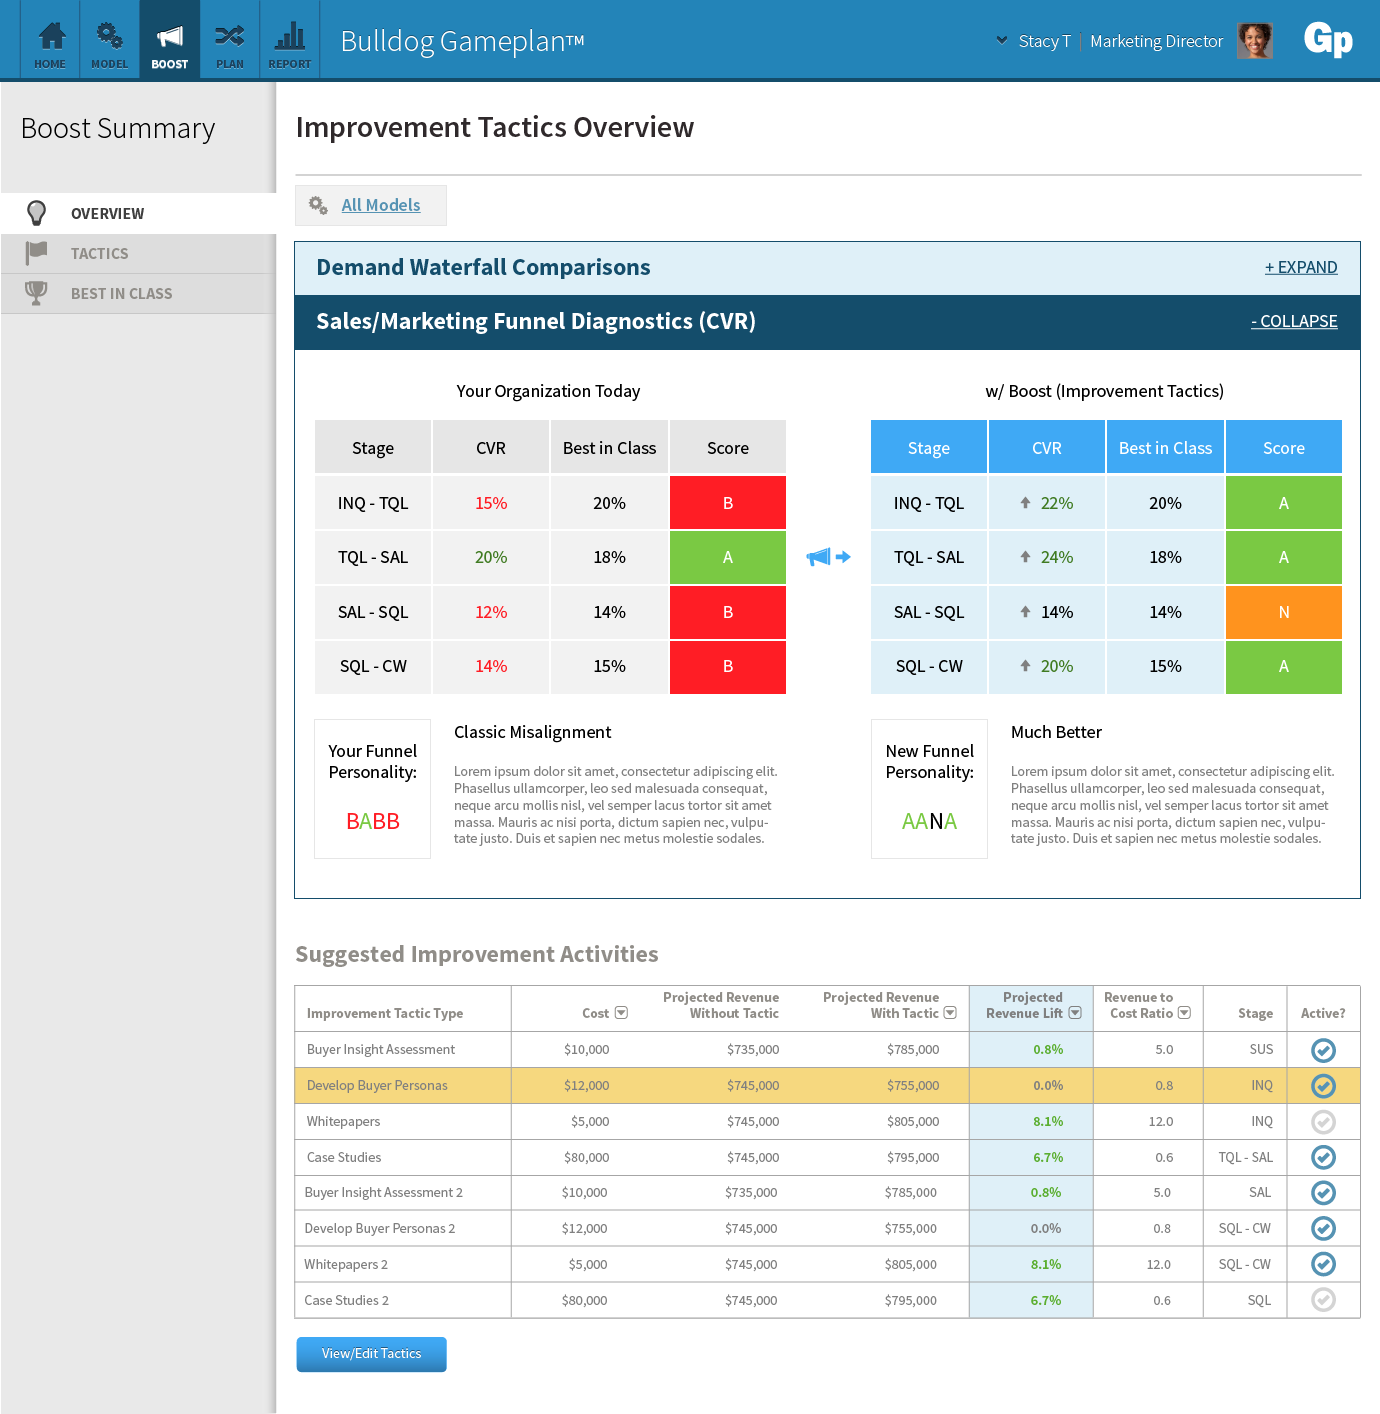 HOME MODEL BOOST PLAN REPORT
Bulldog Gameplan™
Stacy T | Marketing Director
Gp
Boost Summary
OVERVIEW
TACTICS
BEST IN CLASS
Improvement Tactics Overview
All Models
Demand Waterfall Comparisons + EXPAND
Sales/Marketing Funnel Diagnostics (CVR) - COLLAPSE
Your Organization Today
Stage CVR Best in Class Score
INQ - TQL 15% 20% B
TQL - SAL 20% 18% A
SAL - SQL 12% 14% B
SQL - CW 14% 15% B
Your Funnel
Personality:
BABB
Classic Misalignment
Lorem ipsum dolor sit amet, consectetur adipiscing elit.
Phasellus ullamcorper, leo sed malesuada consequat,
neque arcu mollis nisl, vel semper lacus tortor sit amet
massa. Mauris ac nisi porta, dictum sapien nec, vulpu-
tate justo. Duis et sapien nec metus molestie sodales.
w/ Boost (Improvement Tactics)
Stage CVR Best in Class Score
INQ - TQL 22% 20% A
TQL - SAL 24% 18% A
SAL - SQL 14% 14% N
SQL - CW 20% 15% A
New Funnel
Personality:
AANA
Much Better
Lorem ipsum dolor sit amet, consectetur adipiscing elit.
Phasellus ullamcorper, leo sed malesuada consequat,
neque arcu mollis nisl, vel semper lacus tortor sit amet
massa. Mauris ac nisi porta, dictum sapien nec, vulpu-
tate justo. Duis et sapien nec metus molestie sodales.
Suggested Improvement Activities
Projected Revenue Projected Revenue Projected Revenue to
Improvement Tactic Type Cost Without Tactic With Tactic Revenue Lift Cost Ratio Stage Active?
Buyer Insight Assessment $10,000 $735,000 $785,000 0.8% 5.0 SUS
Develop Buyer Personas $12,000 $745,000 $755,000 0.0% 0.8 INQ
Whitepapers $5,000 $745,000 $805,000 8.1% 12.0 INQ
Case Studies $80,000 $745,000 $795,000 6.7% 0.6 TQL - SAL
Buyer Insight Assessment 2 $10,000 $735,000 $785,000 0.8% 5.0 SAL
Develop Buyer Personas 2 $12,000 $745,000 $755,000 0.0% 0.8 SQL - CW
Whitepapers 2 $5,000 $745,000 $805,000 8.1% 12.0 SQL - CW
Case Studies 2 $80,000 $745,000 $795,000 6.7% 0.6 SQL
View/Edit Tactics